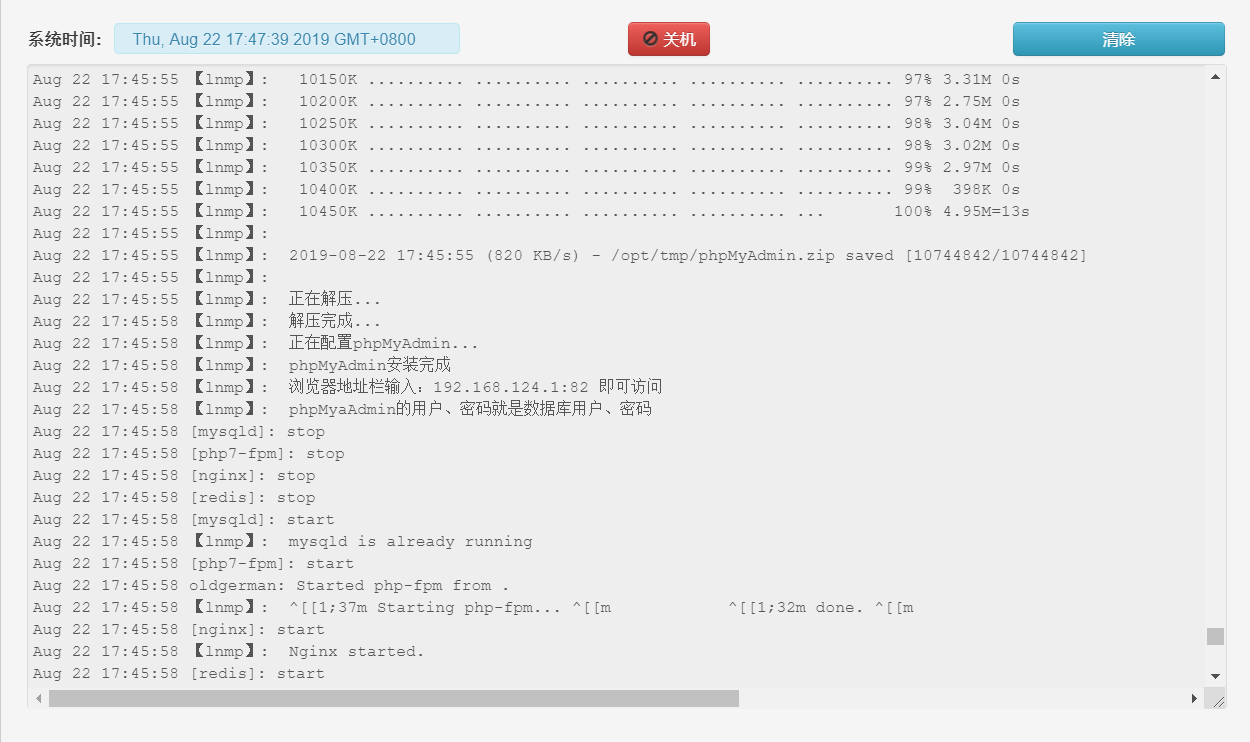 系统时间: Thu, Aug 22 17:47:39 2019 GMT+0800 关机 清除
Aug 22 17:45:55 【lnmp】:   10150K .......... .......... .......... .......... .......... 97% 3.31M 0s
Aug 22 17:45:55 【lnmp】:   10200K .......... .......... .......... .......... .......... 97% 2.75M 0s
Aug 22 17:45:55 【lnmp】:   10250K .......... .......... .......... .......... .......... 98% 3.04M 0s
Aug 22 17:45:55 【lnmp】:   10300K .......... .......... .......... .......... .......... 98% 3.02M 0s
Aug 22 17:45:55 【lnmp】:   10350K .......... .......... .......... .......... .......... 99% 2.97M 0s
Aug 22 17:45:55 【lnmp】:   10400K .......... .......... .......... .......... .......... 99%  398K 0s
Aug 22 17:45:55 【lnmp】:   10450K .......... .......... .......... .......... ...       100% 4.95M=13s
Aug 22 17:45:55 【lnmp】:
Aug 22 17:45:55 【lnmp】:  2019-08-22 17:45:55 (820 KB/s) - /opt/tmp/phpMyAdmin.zip saved [10744842/10744842]
Aug 22 17:45:55 【lnmp】:
Aug 22 17:45:55 【lnmp】:  正在解压...
Aug 22 17:45:58 【lnmp】:  解压完成...
Aug 22 17:45:58 【lnmp】:  正在配置phpMyAdmin...
Aug 22 17:45:58 【lnmp】:  phpMyAdmin安装完成
Aug 22 17:45:58 【lnmp】:  浏览器地址栏输入：192.168.124.1:82 即可访问
Aug 22 17:45:58 【lnmp】:  phpMyaAdmin的用户、密码就是数据库用户、密码
Aug 22 17:45:58 [mysqld]: stop
Aug 22 17:45:58 [php7-fpm]: stop
Aug 22 17:45:58 [nginx]: stop
Aug 22 17:45:58 [redis]: stop
Aug 22 17:45:58 [mysqld]: start
Aug 22 17:45:58 【lnmp】:  mysqld is already running
Aug 22 17:45:58 [php7-fpm]: start
Aug 22 17:45:58 oldgerman: Started php-fpm from .
Aug 22 17:45:58 【lnmp】:  ^[[1;37m Starting php-fpm... ^[[m            ^[[1;32m done. ^[[m
Aug 22 17:45:58 [nginx]: start
Aug 22 17:45:58 【lnmp】:  Nginx started.
Aug 22 17:45:58 [redis]: start